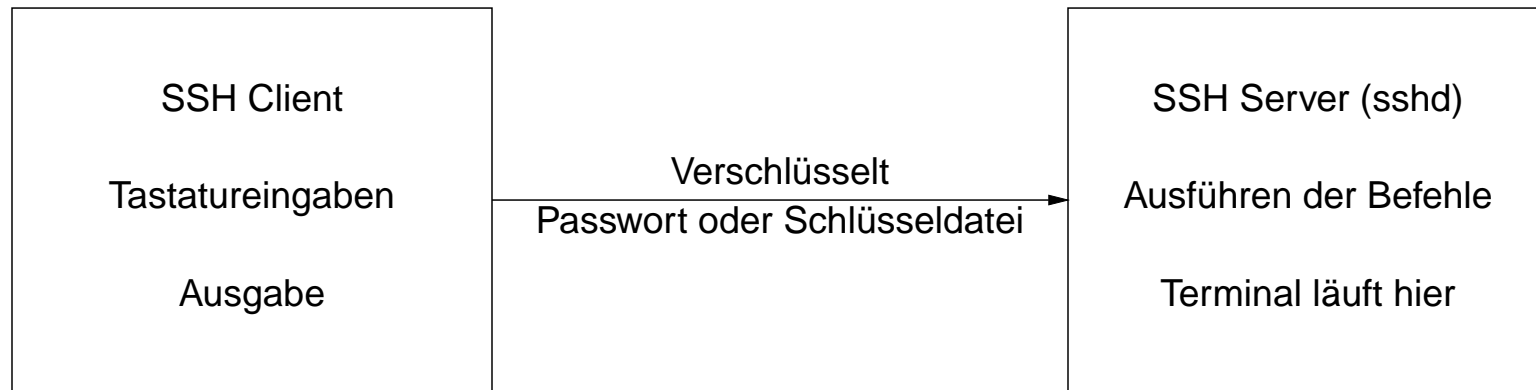 SSH Client
Tastatureingaben
Ausgabe
Verschlüsselt
Passwort oder Schlüsseldatei
SSH Server (sshd)
Ausführen der Befehle
Terminal läuft hier